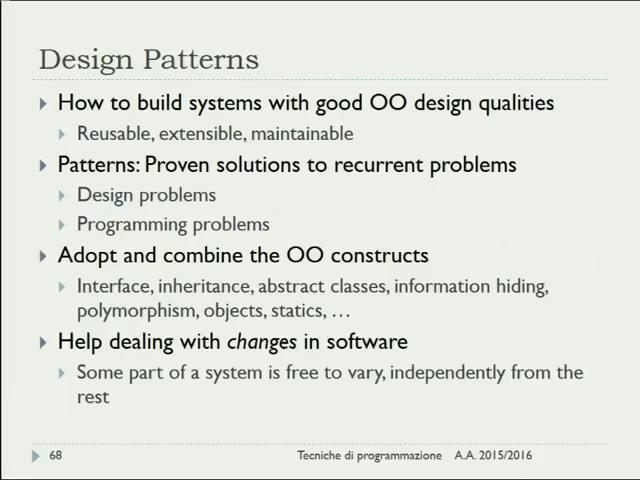 Design Patterns
How to build systems with good OO design qualities
Reusable, extensible, maintainable
Patterns: Proven solutions to recurrent problems
Design problems
Programming problems
Adopt and combine the OO constructs
Interface, inheritance, abstract classes, information hiding,
polymorphism, objects, statics, …
Help dealing with changes in software
Some part of a system is free to vary, independently from the
rest
68 Tecniche di programmazione A.A. 2015/2016